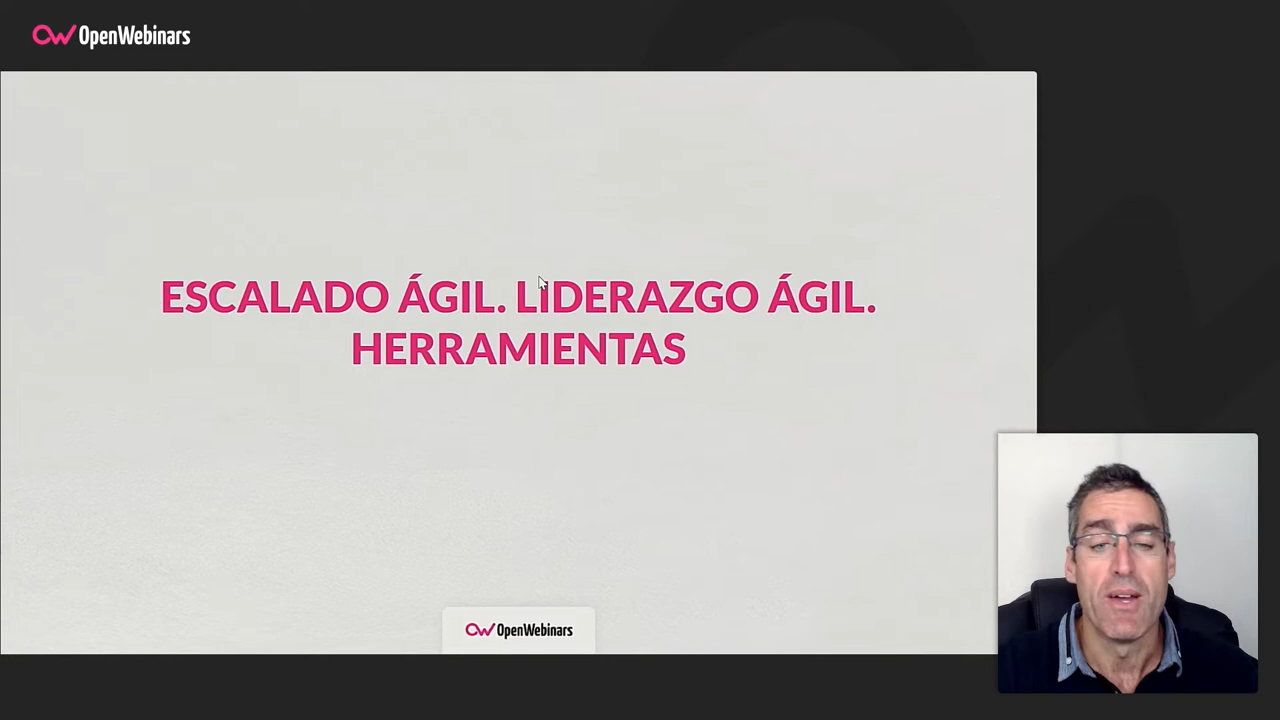 OpenWebinars
ESCALADO ÁGIL. LIDERAZGO ÁGIL.
HERRAMIENTAS
OpenWebinars